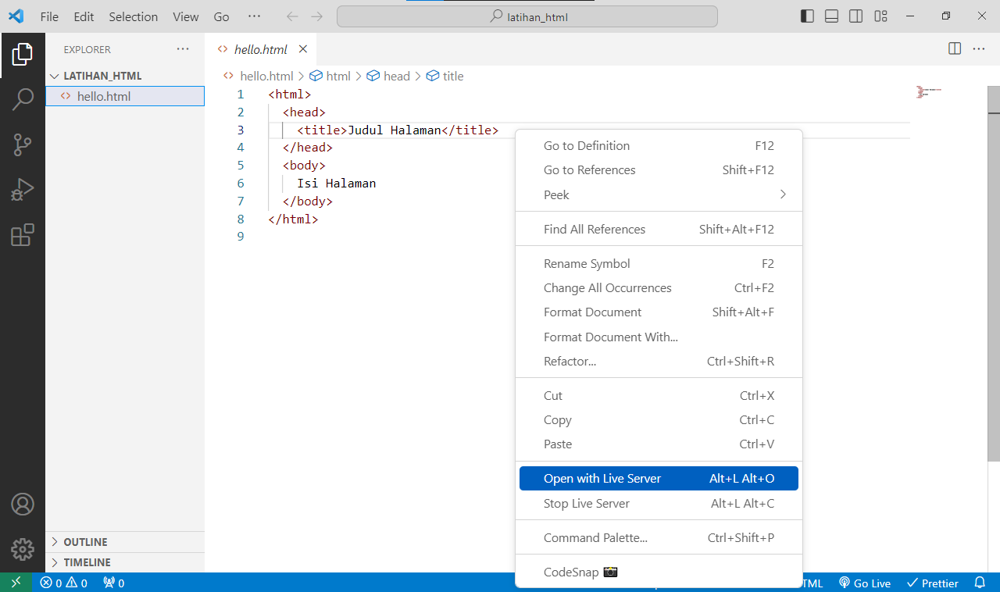 File Edit Selection View Go ··· latihan_html
EXPLORER ···
LATIHAN_HTML
hello.html
OUTLINE
TIMELINE
hello.html
hello.html > html > head > title
1 <html>
2 <head>
3 <title>Judul Halaman</title>
4 </head>
5 <body>
6 Isi Halaman
7 </body>
8 </html>
9
Go to Definition F12
Go to References Shift+F12
Peek >
Find All References Shift+Alt+F12
Rename Symbol F2
Change All Occurrences Ctrl+F2
Format Document Shift+Alt+F
Format Document With...
Refactor... Ctrl+Shift+R
Cut Ctrl+X
Copy Ctrl+C
Paste Ctrl+V
Open with Live Server Alt+L Alt+O
Stop Live Server Alt+L Alt+C
Command Palette... Ctrl+Shift+P
CodeSnap 📸
0 0 0 Go Live Prettier